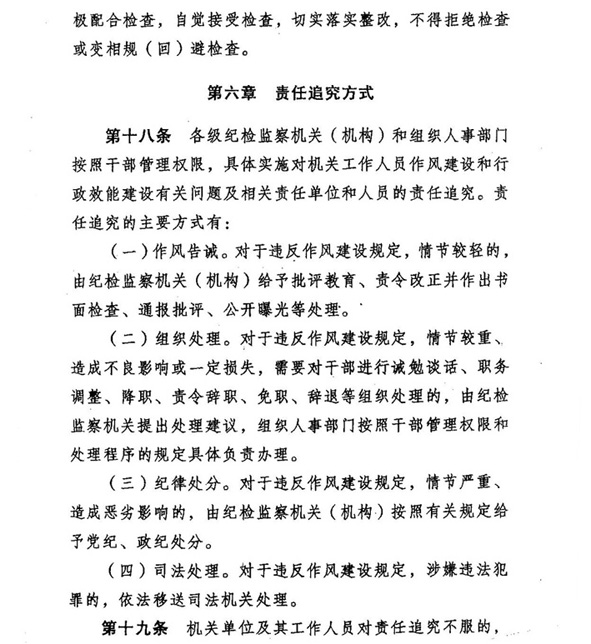 极配合检查，自觉接受检查，切实落实整改，不得拒绝检查
或变相规（回）避检查。
第六章 责任追究方式
第十八条 各级纪检监察机关（机构）和组织人事部门
按照干部管理权限，具体实施对机关工作人员作风建设和行
政效能建设有关问题及相关责任单位和人员的责任追究。责
任追究的主要方式有：
（一）作风告诫。对于违反作风建设规定，情节较轻的，
由纪检监察机关（机构）给予批评教育、责令改正并作出书
面检查、通报批评、公开曝光等处理。
（二）组织处理。对于违反作风建设规定，情节较重、
造成不良影响或一定损失，需要对干部进行诫勉谈话、职务
调整、降职、责令辞职、免职、辞退等组织处理的，由纪检
监察机关提出处理建议，组织人事部门按照干部管理权限和
处理程序的规定具体负责办理。
（三）纪律处分。对于违反作风建设规定，情节严重、
造成恶劣影响的，由纪检监察机关（机构）按照有关规定给
予党纪、政纪处分。
（四）司法处理。对于违反作风建设规定，涉嫌违法犯
罪的，依法移送司法机关处理。
第十九条 机关单位及其工作人员对责任追究不服的，